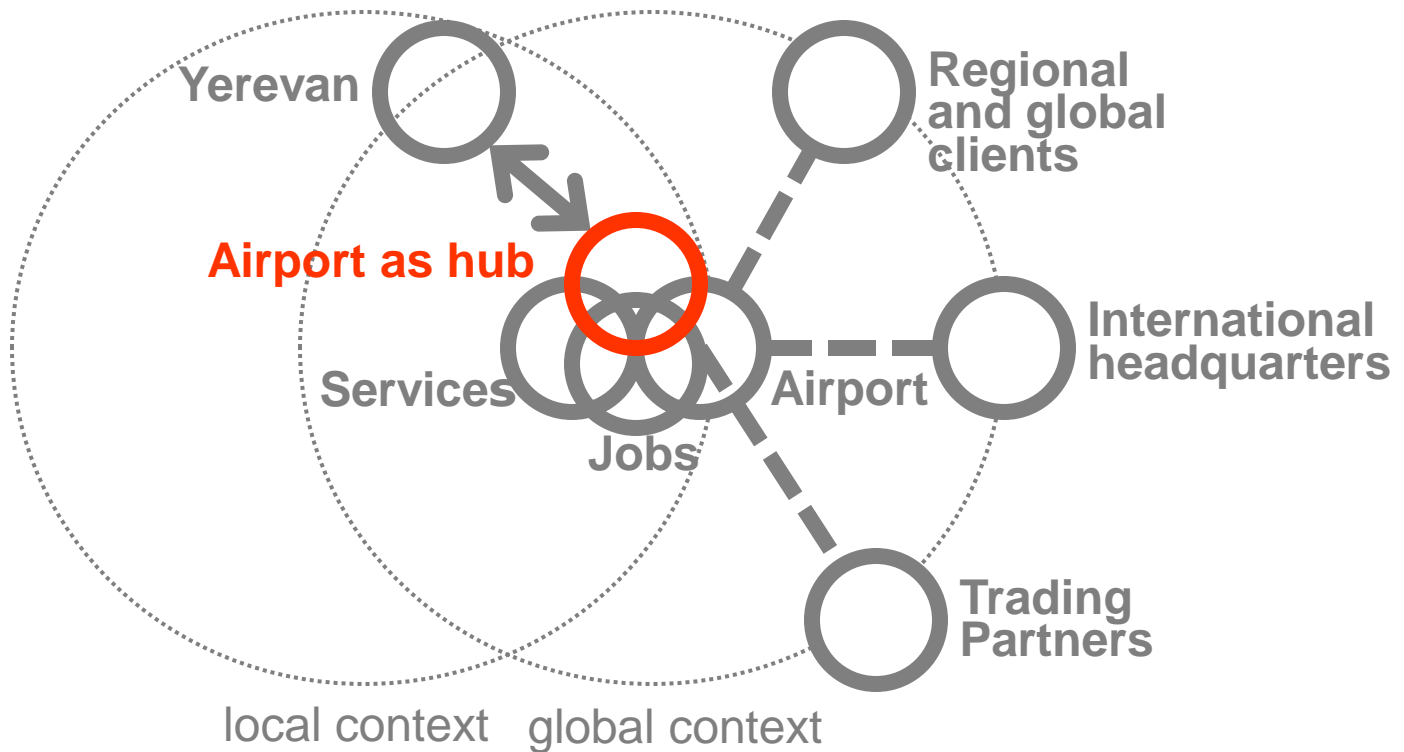 Yerevan
Regional
and global
clients
Airport as hub
International
headquarters
Services
Airport
Jobs
Trading
Partners
local context
global context